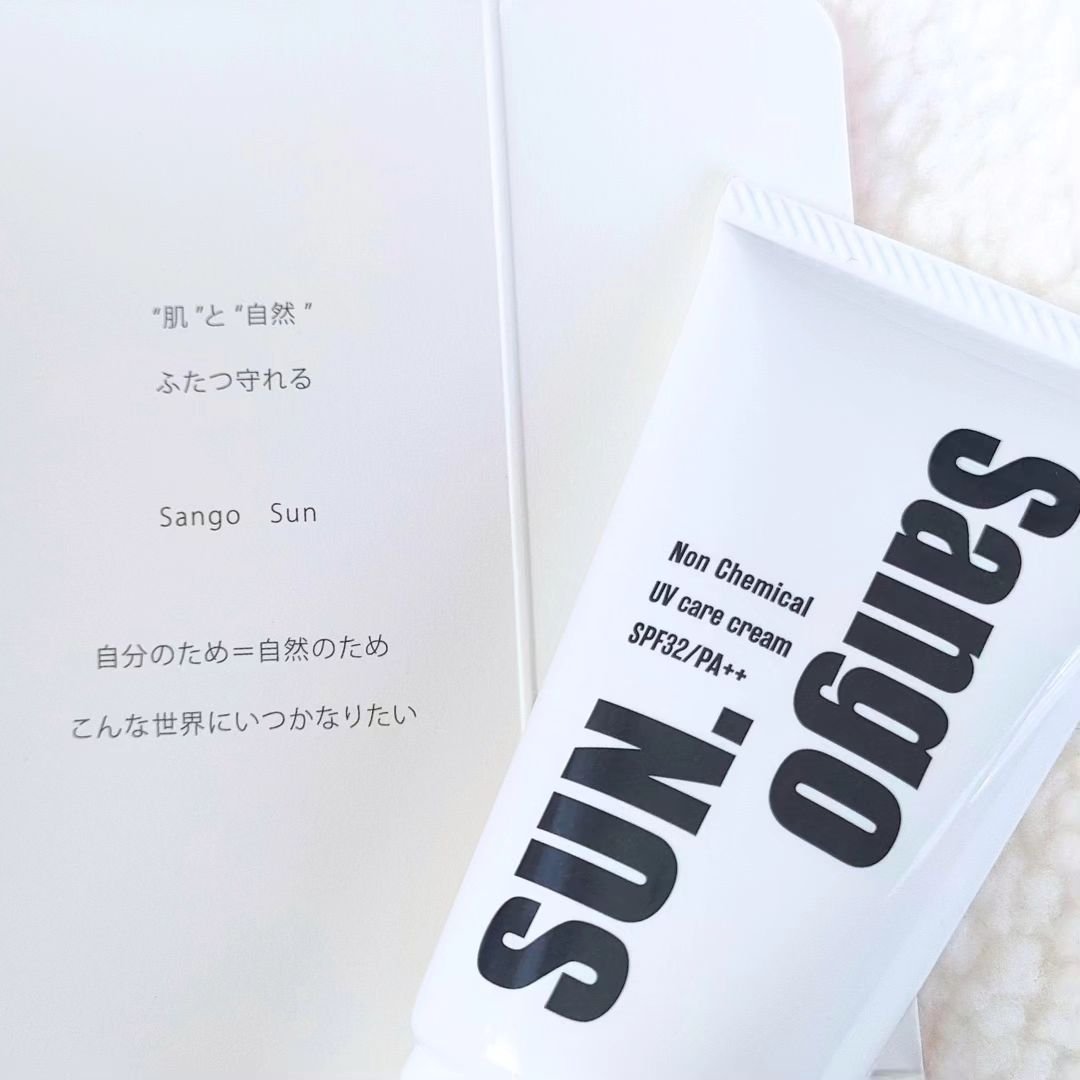 “肌”と“自然”
ふたつ守れる
Sango Sun
自分のため＝自然のため
こんな世界にいつかなりたい
Sango
SUN.
Non Chemical
UV care cream
SPF32/PA++